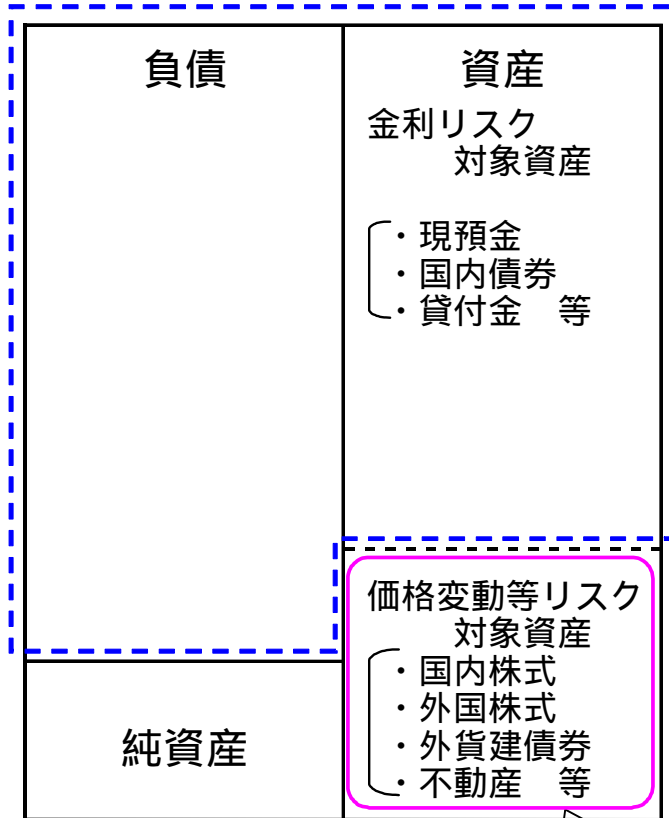 負債
純資産
資産
金利リスク
対象資産
・現預金
・国内債券
・貸付金　等
価格変動等リスク
対象資産
・国内株式
・外国株式
・外貨建債券
・不動産　等